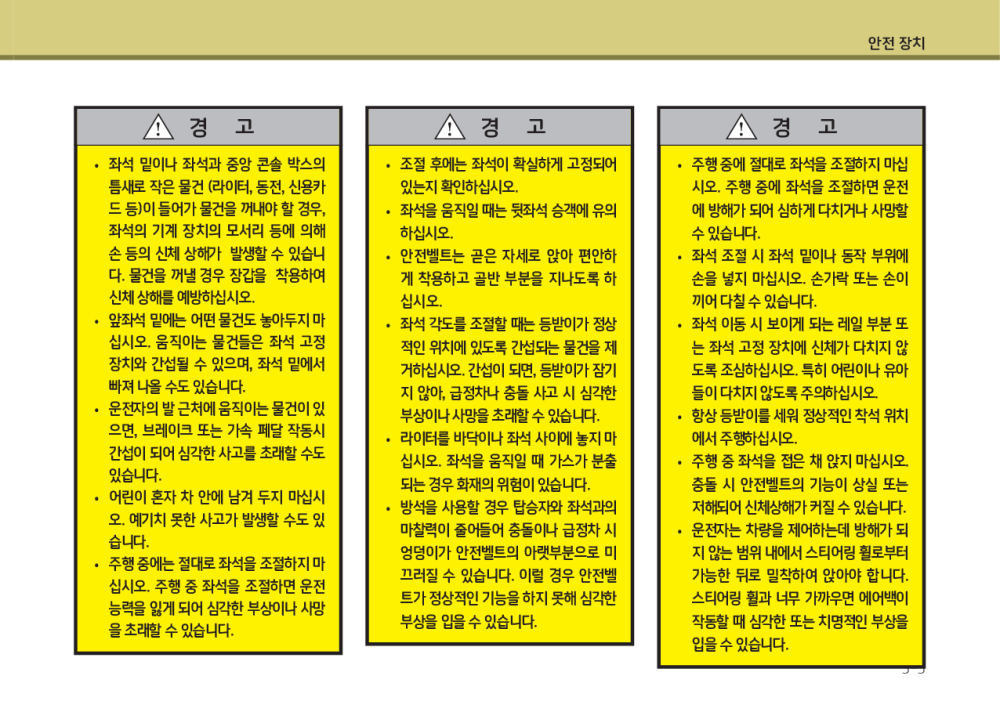 안전 장치
경 고
• 좌석 밑이나 좌석과 중앙 콘솔 박스의
틈새로 작은 물건 (라이터, 동전, 신용카
드 등)이 들어가 물건을 꺼내야 할 경우,
좌석의 기계 장치의 모서리 등에 의해
손 등의 신체 상해가 발생할 수 있습니
다. 물건을 꺼낼 경우 장갑을 착용하여
신체 상해를 예방하십시오.
• 앞좌석 밑에는 어떤 물건도 놓아두지 마
십시오. 움직이는 물건들은 좌석 고정
장치와 간섭될 수 있으며, 좌석 밑에서
빠져 나올 수도 있습니다.
• 운전자의 발 근처에 움직이는 물건이 있
으면, 브레이크 또는 가속 페달 작동시
간섭이 되어 심각한 사고를 초래할 수도
있습니다.
• 어린이 혼자 차 안에 남겨 두지 마십시
오. 예기치 못한 사고가 발생할 수도 있
습니다.
• 주행 중에는 절대로 좌석을 조절하지 마
십시오. 주행 중 좌석을 조절하면 운전
능력을 잃게 되어 심각한 부상이나 사망
을 초래할 수 있습니다.
경 고
• 조절 후에는 좌석이 확실하게 고정되어
있는지 확인하십시오.
• 좌석을 움직일 때는 뒷좌석 승객에 유의
하십시오.
• 안전벨트는 곧은 자세로 앉아 편안하
게 착용하고 골반 부분을 지나도록 하
십시오.
• 좌석 각도를 조절할 때는 등받이가 정상
적인 위치에 있도록 간섭되는 물건을 제
거하십시오. 간섭이 되면, 등받이가 잠기
지 않아, 급정차나 충돌 사고 시 심각한
부상이나 사망을 초래할 수 있습니다.
• 라이터를 바닥이나 좌석 사이에 놓지 마
십시오. 좌석을 움직일 때 가스가 분출
되는 경우 화재의 위험이 있습니다.
• 방석을 사용할 경우 탑승자와 좌석과의
마찰력이 줄어들어 충돌이나 급정차 시
엉덩이가 안전벨트의 아랫부분으로 미
끄러질 수 있습니다. 이럴 경우 안전벨
트가 정상적인 기능을 하지 못해 심각한
부상을 입을 수 있습니다.
경 고
• 주행 중에 절대로 좌석을 조절하지 마십
시오. 주행 중에 좌석을 조절하면 운전
에 방해가 되어 심하게 다치거나 사망할
수 있습니다.
• 좌석 조절 시 좌석 밑이나 동작 부위에
손을 넣지 마십시오. 손가락 또는 손이
끼어 다칠 수 있습니다.
• 좌석 이동 시 보이게 되는 레일 부분 또
는 좌석 고정 장치에 신체가 다치지 않
도록 조심하십시오. 특히 어린이나 유아
들이 다치지 않도록 주의하십시오.
• 항상 등받이를 세워 정상적인 착석 위치
에서 주행하십시오.
• 주행 중 좌석을 접은 채 앉지 마십시오.
충돌 시 안전벨트의 기능이 상실 또는
저해되어 신체상해가 커질 수 있습니다.
• 운전자는 차량을 제어하는데 방해가 되
지 않는 범위 내에서 스티어링 휠로부터
가능한 뒤로 밀착하여 앉아야 합니다.
스티어링 휠과 너무 가까우면 에어백이
작동할 때 심각한 또는 치명적인 부상을
입을 수 있습니다.